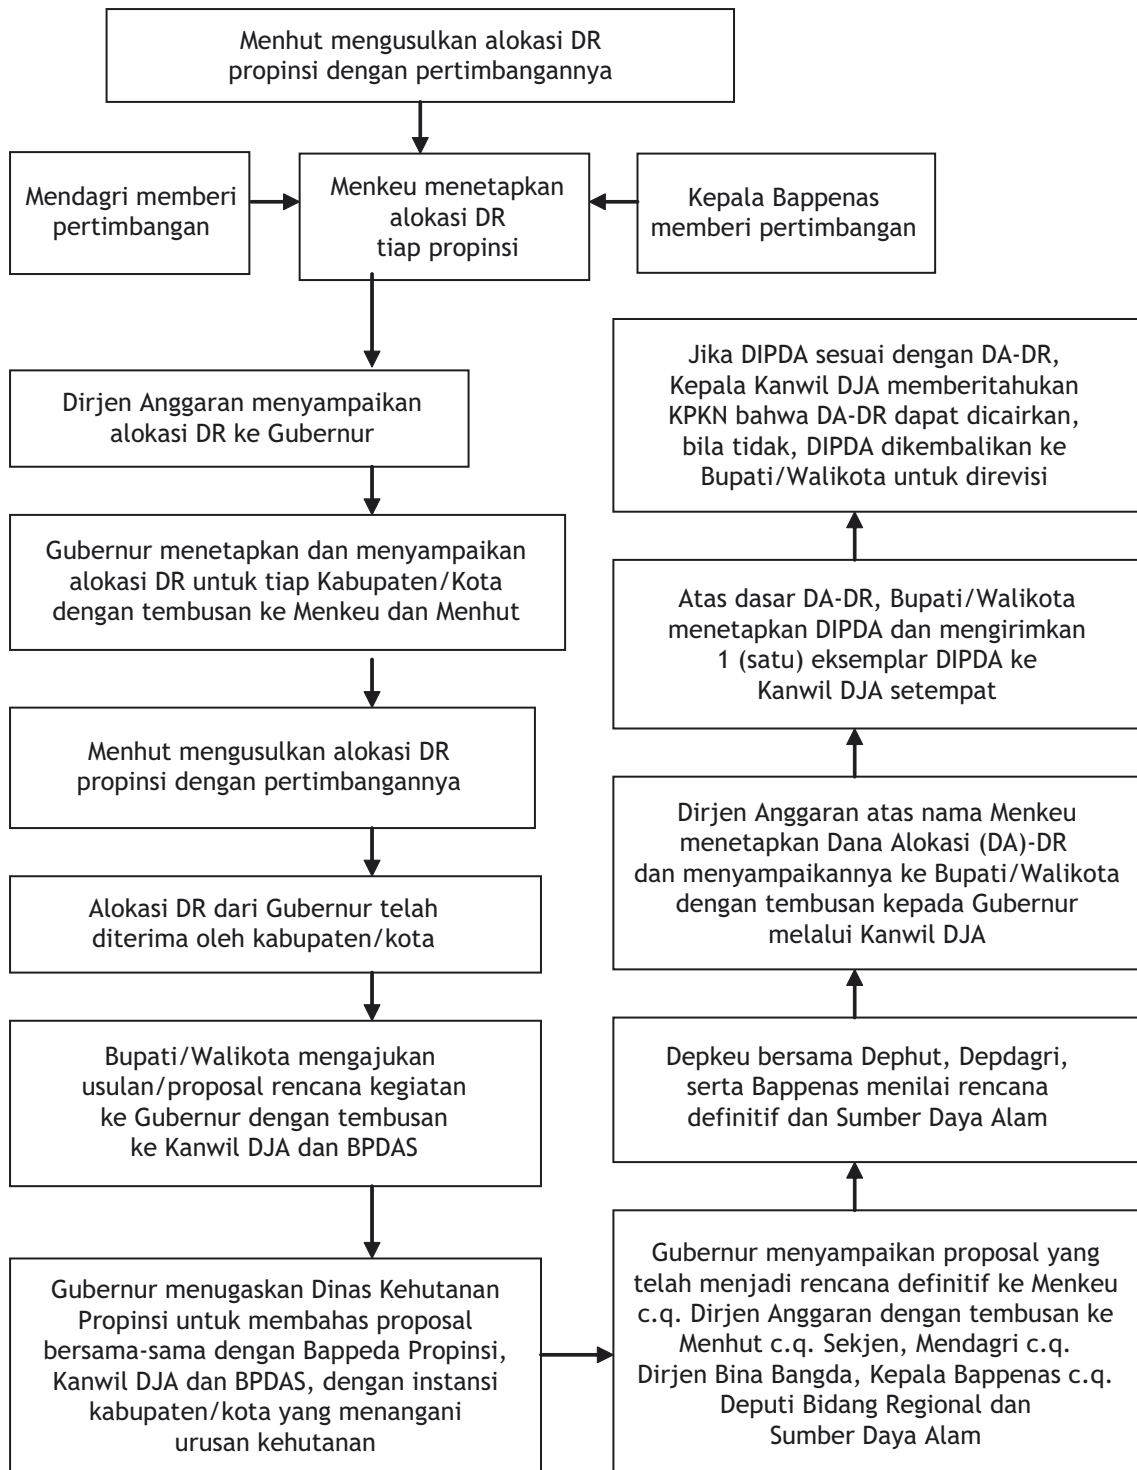 Menhut mengusulkan alokasi DR
propinsi dengan pertimbangannya
Mendagri memberi
pertimbangan
Menkeu menetapkan
alokasi DR
tiap propinsi
Kepala Bappenas
memberi pertimbangan
Dirjen Anggaran menyampaikan
alokasi DR ke Gubernur
Gubernur menetapkan dan menyampaikan
alokasi DR untuk tiap Kabupaten/Kota
dengan tembusan ke Menkeu dan Menhut
Menhut mengusulkan alokasi DR
propinsi dengan pertimbangannya
Alokasi DR dari Gubernur telah
diterima oleh kabupaten/kota
Bupati/Walikota mengajukan
usulan/proposal rencana kegiatan
ke Gubernur dengan tembusan
ke Kanwil DJA dan BPDAS
Gubernur menugaskan Dinas Kehutanan
Propinsi untuk membahas proposal
bersama-sama dengan Bappeda Propinsi,
Kanwil DJA dan BPDAS, dengan instansi
kabupaten/kota yang menangani
urusan kehutanan
Gubernur menyampaikan proposal yang
telah menjadi rencana definitif ke Menkeu
c.q. Dirjen Anggaran dengan tembusan ke
Menhut c.q. Sekjen, Mendagri c.q.
Dirjen Bina Bangda, Kepala Bappenas c.q.
Deputi Bidang Regional dan
Sumber Daya Alam
Depkeu bersama Dephut, Depdagri,
serta Bappenas menilai rencana
definitif dan Sumber Daya Alam
Dirjen Anggaran atas nama Menkeu
menetapkan Dana Alokasi (DA)-DR
dan menyampaikannya ke Bupati/Walikota
dengan tembusan kepada Gubernur
melalui Kanwil DJA
Atas dasar DA-DR, Bupati/Walikota
menetapkan DIPDA dan mengirimkan
1 (satu) eksemplar DIPDA ke
Kanwil DJA setempat
Jika DIPDA sesuai dengan DA-DR,
Kepala Kanwil DJA memberitahukan
KPKN bahwa DA-DR dapat dicairkan,
bila tidak, DIPDA dikembalikan ke
Bupati/Walikota untuk direvisi